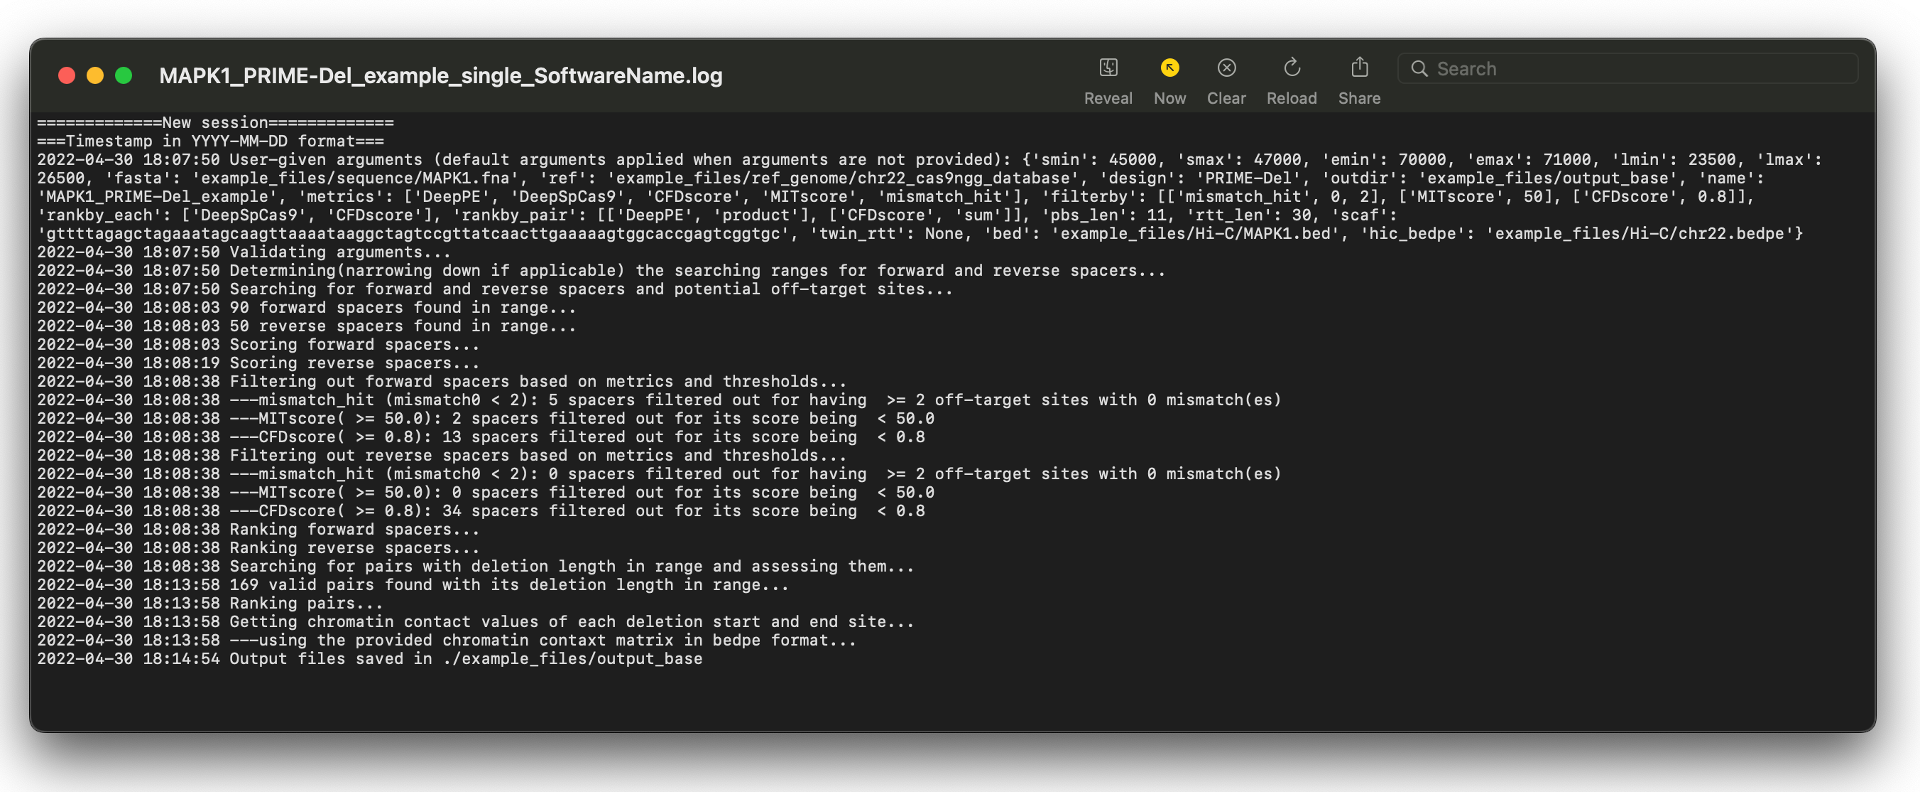 MAPK1_PRIME-Del_example_single_SoftwareName.log
Reveal Now Clear Reload Share
Search
=============New session=============
===Timestamp in YYYY-MM-DD format===
2022-04-30 18:07:50 User-given arguments (default arguments applied when arguments are not provided): {'smin': 45000, 'smax': 47000, 'emin': 70000, 'emax': 71000, 'lmin': 23500, 'lmax':
26500, 'fasta': 'example_files/sequence/MAPK1.fna', 'ref': 'example_files/ref_genome/chr22_cas9ngg_database', 'design': 'PRIME-Del', 'outdir': 'example_files/output_base', 'name':
'MAPK1_PRIME-Del_example', 'metrics': ['DeepPE', 'DeepSpCas9', 'CFDscore', 'MITscore', 'mismatch_hit'], 'filterby': [['mismatch_hit', 0, 2], ['MITscore', 50], ['CFDscore', 0.8]],
'rankby_each': ['DeepSpCas9', 'CFDscore'], 'rankby_pair': [['DeepPE', 'product'], ['CFDscore', 'sum']], 'pbs_len': 11, 'rtt_len': 30, 'scaf':
'gttttagagctagaaatagcaagttaaaataaggctagtccgttatcaacttgaaaaagtggcaccgagtcggtgc', 'twin_rtt': None, 'bed': 'example_files/Hi-C/MAPK1.bed', 'hic_bedpe': 'example_files/Hi-C/chr22.bedpe'}
2022-04-30 18:07:50 Validating arguments...
2022-04-30 18:07:50 Determining(narrowing down if applicable) the searching ranges for forward and reverse spacers...
2022-04-30 18:07:50 Searching for forward and reverse spacers and potential off-target sites...
2022-04-30 18:08:03 90 forward spacers found in range...
2022-04-30 18:08:03 50 reverse spacers found in range...
2022-04-30 18:08:03 Scoring forward spacers...
2022-04-30 18:08:19 Scoring reverse spacers...
2022-04-30 18:08:38 Filtering out forward spacers based on metrics and thresholds...
2022-04-30 18:08:38 ---mismatch_hit (mismatch0 < 2): 5 spacers filtered out for having  >= 2 off-target sites with 0 mismatch(es)
2022-04-30 18:08:38 ---MITscore( >= 50.0): 2 spacers filtered out for its score being  < 50.0
2022-04-30 18:08:38 ---CFDscore( >= 0.8): 13 spacers filtered out for its score being  < 0.8
2022-04-30 18:08:38 Filtering out reverse spacers based on metrics and thresholds...
2022-04-30 18:08:38 ---mismatch_hit (mismatch0 < 2): 0 spacers filtered out for having  >= 2 off-target sites with 0 mismatch(es)
2022-04-30 18:08:38 ---MITscore( >= 50.0): 0 spacers filtered out for its score being  < 50.0
2022-04-30 18:08:38 ---CFDscore( >= 0.8): 34 spacers filtered out for its score being  < 0.8
2022-04-30 18:08:38 Ranking forward spacers...
2022-04-30 18:08:38 Ranking reverse spacers...
2022-04-30 18:08:38 Searching for pairs with deletion length in range and assessing them...
2022-04-30 18:13:58 169 valid pairs found with its deletion length in range...
2022-04-30 18:13:58 Ranking pairs...
2022-04-30 18:13:58 Getting chromatin contact values of each deletion start and end site...
2022-04-30 18:13:58 ---using the provided chromatin contaxt matrix in bedpe format...
2022-04-30 18:14:54 Output files saved in ./example_files/output_base